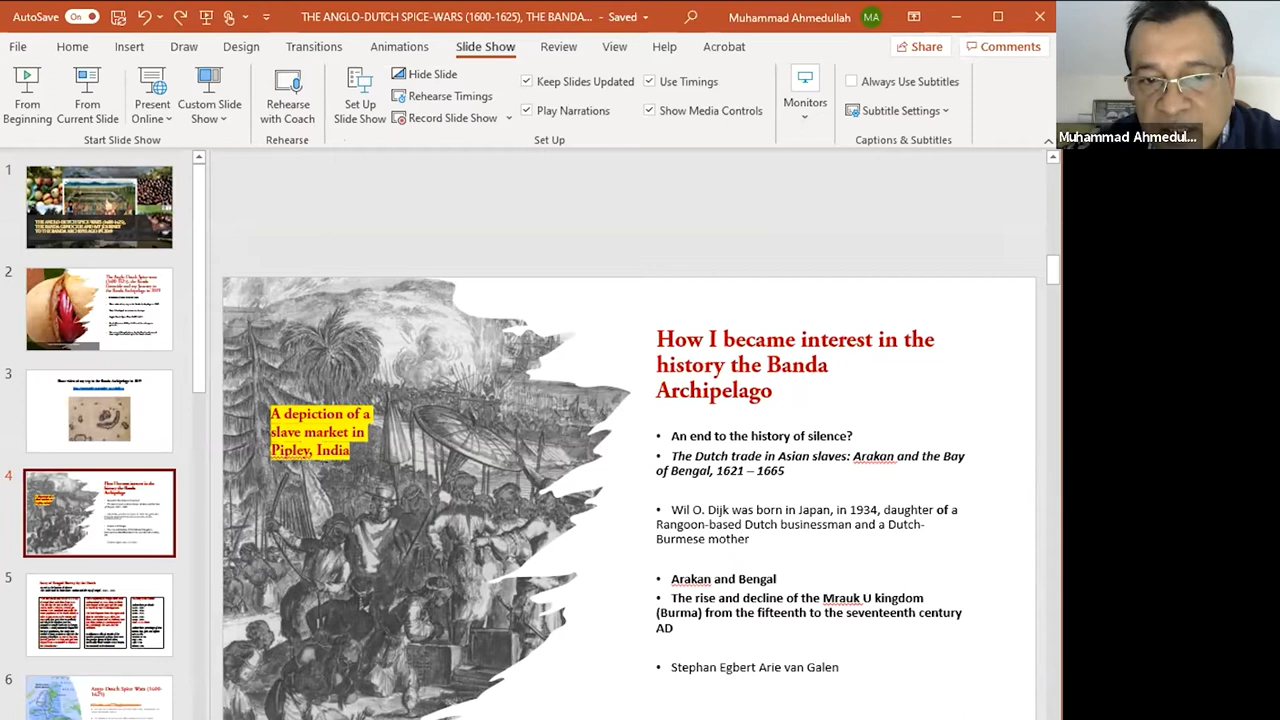 AutoSave On
THE ANGLO-DUTCH SPICE-WARS (1600-1625), THE BANDA... - Saved
Muhammad Ahmedullah MA
File Home Insert Draw Design Transitions Animations Slide Show Review View Help Acrobat Share Comments
From Beginning
From Current Slide
Present Online
Custom Slide Show
Start Slide Show
Rehearse with Coach
Rehearse
Set Up Slide Show
Hide Slide
Rehearse Timings
Record Slide Show
Keep Slides Updated
Play Narrations
Use Timings
Show Media Controls
Set Up
Monitors
Always Use Subtitles
Subtitle Settings
Captions & Subtitles
Muhammad Ahmedul...
1
2
3
4
5
6
A depiction of a
slave market in
Pipley, India
How I became interest in the
history the Banda
Archipelago
• An end to the history of silence?
• The Dutch trade in Asian slaves: Arakan and the Bay
of Bengal, 1621 – 1665
• Wil O. Dijk was born in Japan, in 1934, daughter of a
Rangoon-based Dutch businessman and a Dutch-
Burmese mother
• Arakan and Bengal
• The rise and decline of the Mrauk U kingdom
(Burma) from the fifteenth to the seventeenth century
AD
• Stephan Egbert Arie van Galen